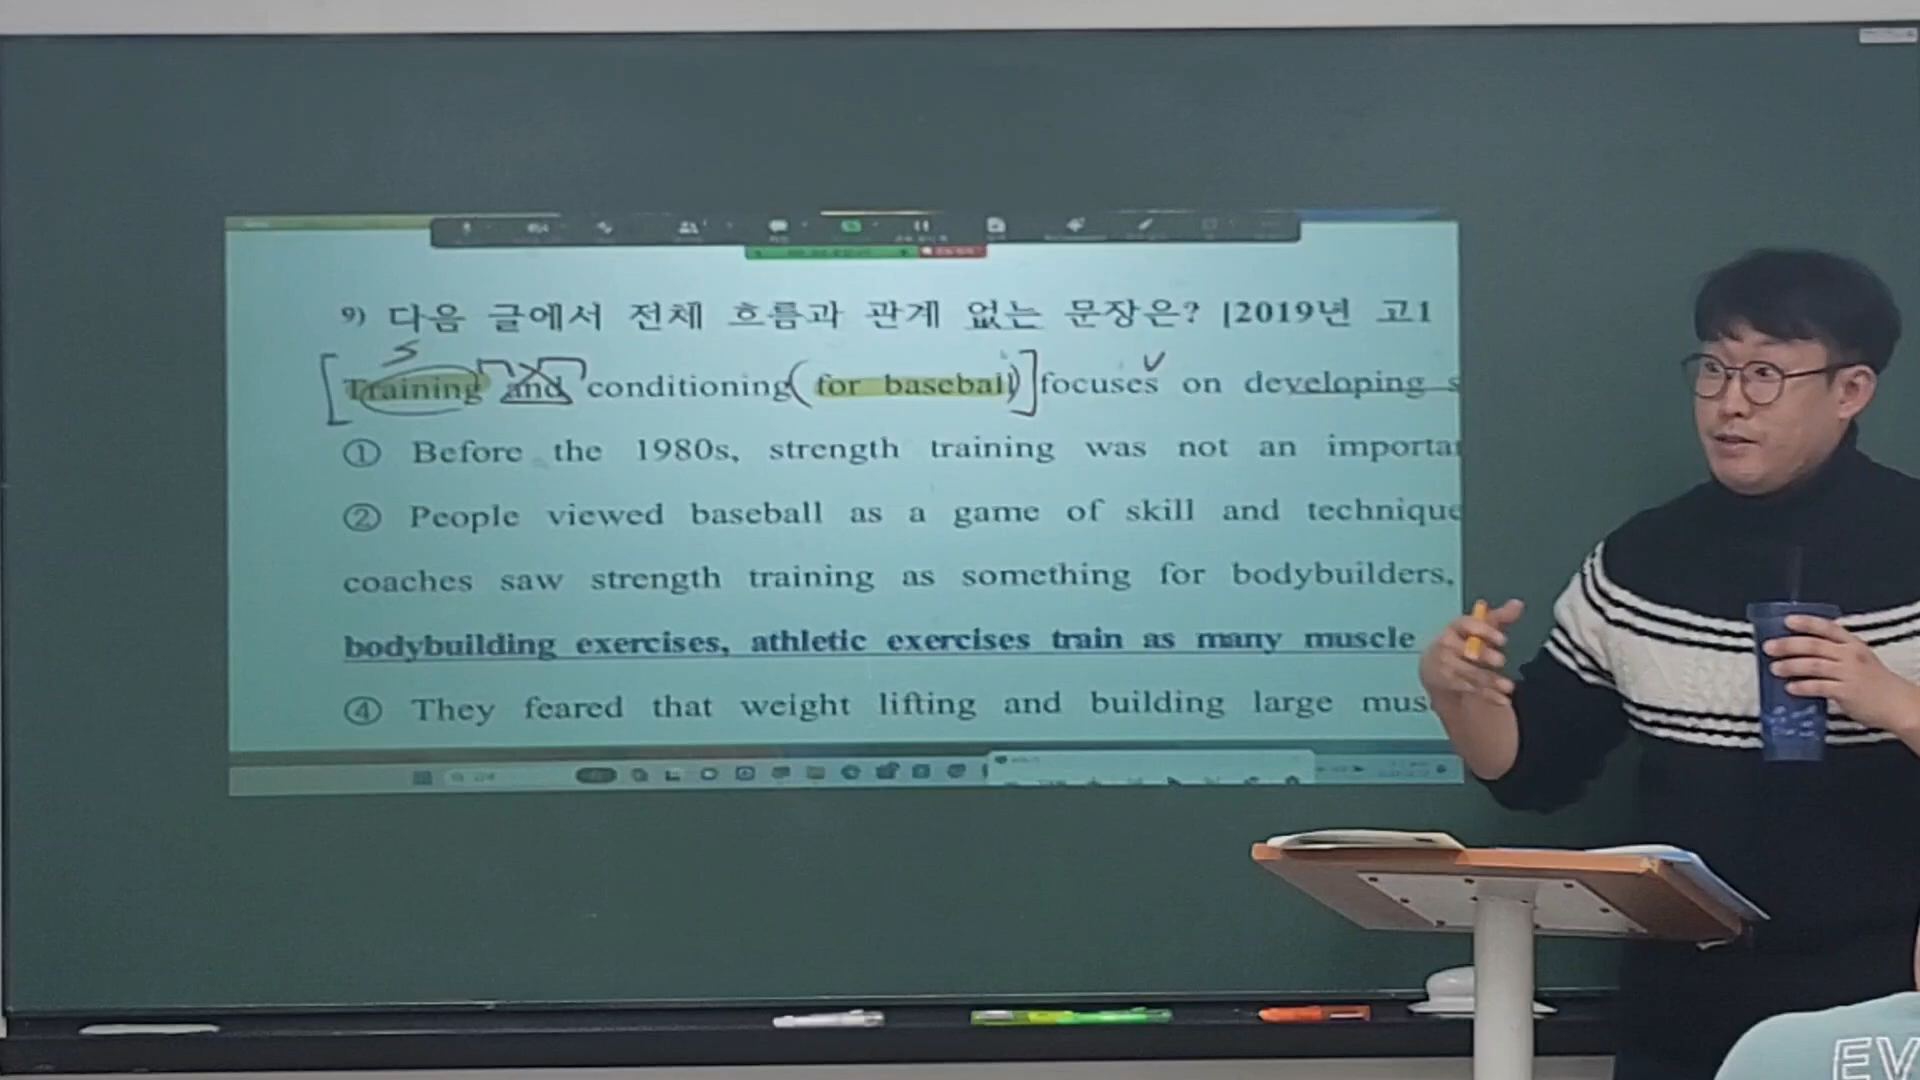 9) 다음 글에서 전체 흐름과 관계 없는 문장은? [2019년 고1
S
V
[Training and conditioning (for baseball)] focuses on developing s
① Before the 1980s, strength training was not an importa
② People viewed baseball as a game of skill and technique
coaches saw strength training as something for bodybuilders,
bodybuilding exercises, athletic exercises train as many muscle
④ They feared that weight lifting and building large mus
EV